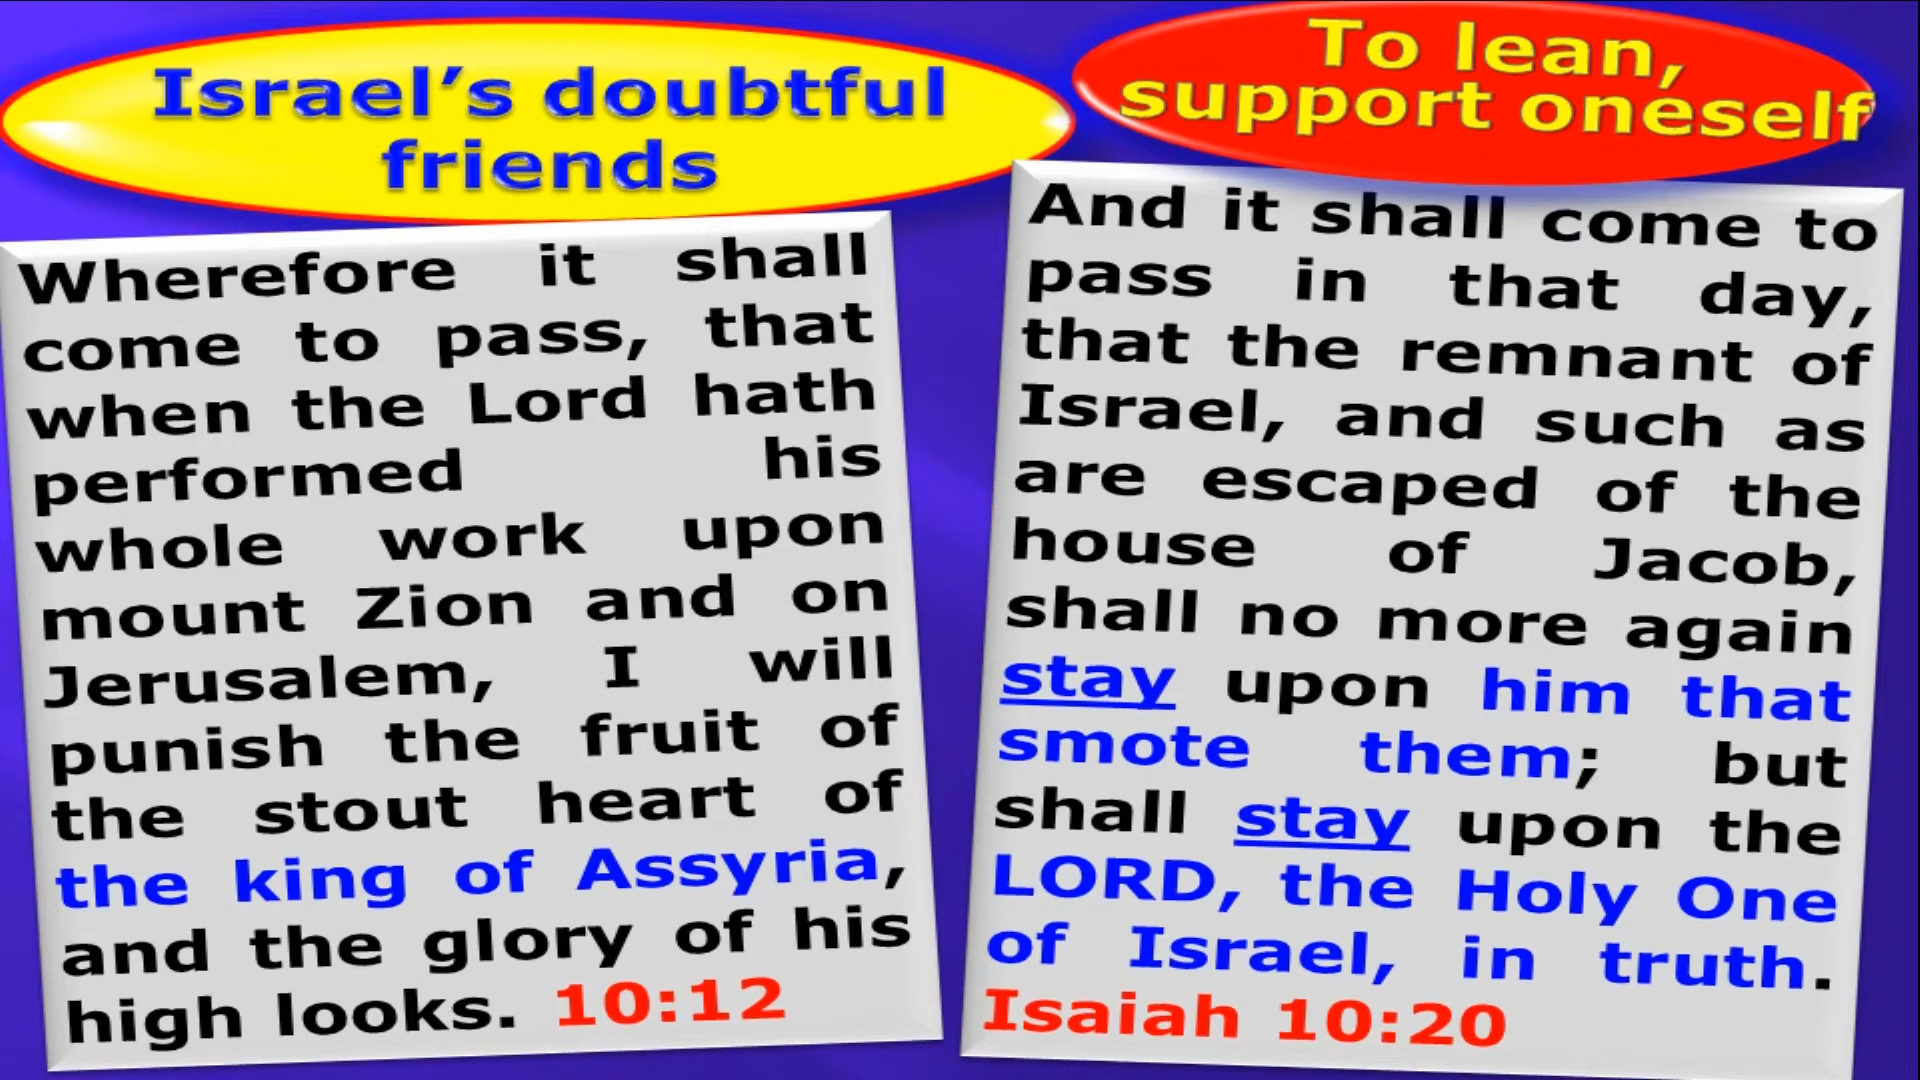 Israel’s doubtful
friends
Wherefore it shall
come to pass, that
when the Lord hath
performed his
whole work upon
mount Zion and on
Jerusalem, I will
punish the fruit of
the stout heart of
the king of Assyria,
and the glory of his
high looks. 10:12
To lean,
support oneself
And it shall come to
pass in that day,
that the remnant of
Israel, and such as
are escaped of the
house of Jacob,
shall no more again
stay upon him that
smote them; but
shall stay upon the
LORD, the Holy One
of Israel, in truth.
Isaiah 10:20